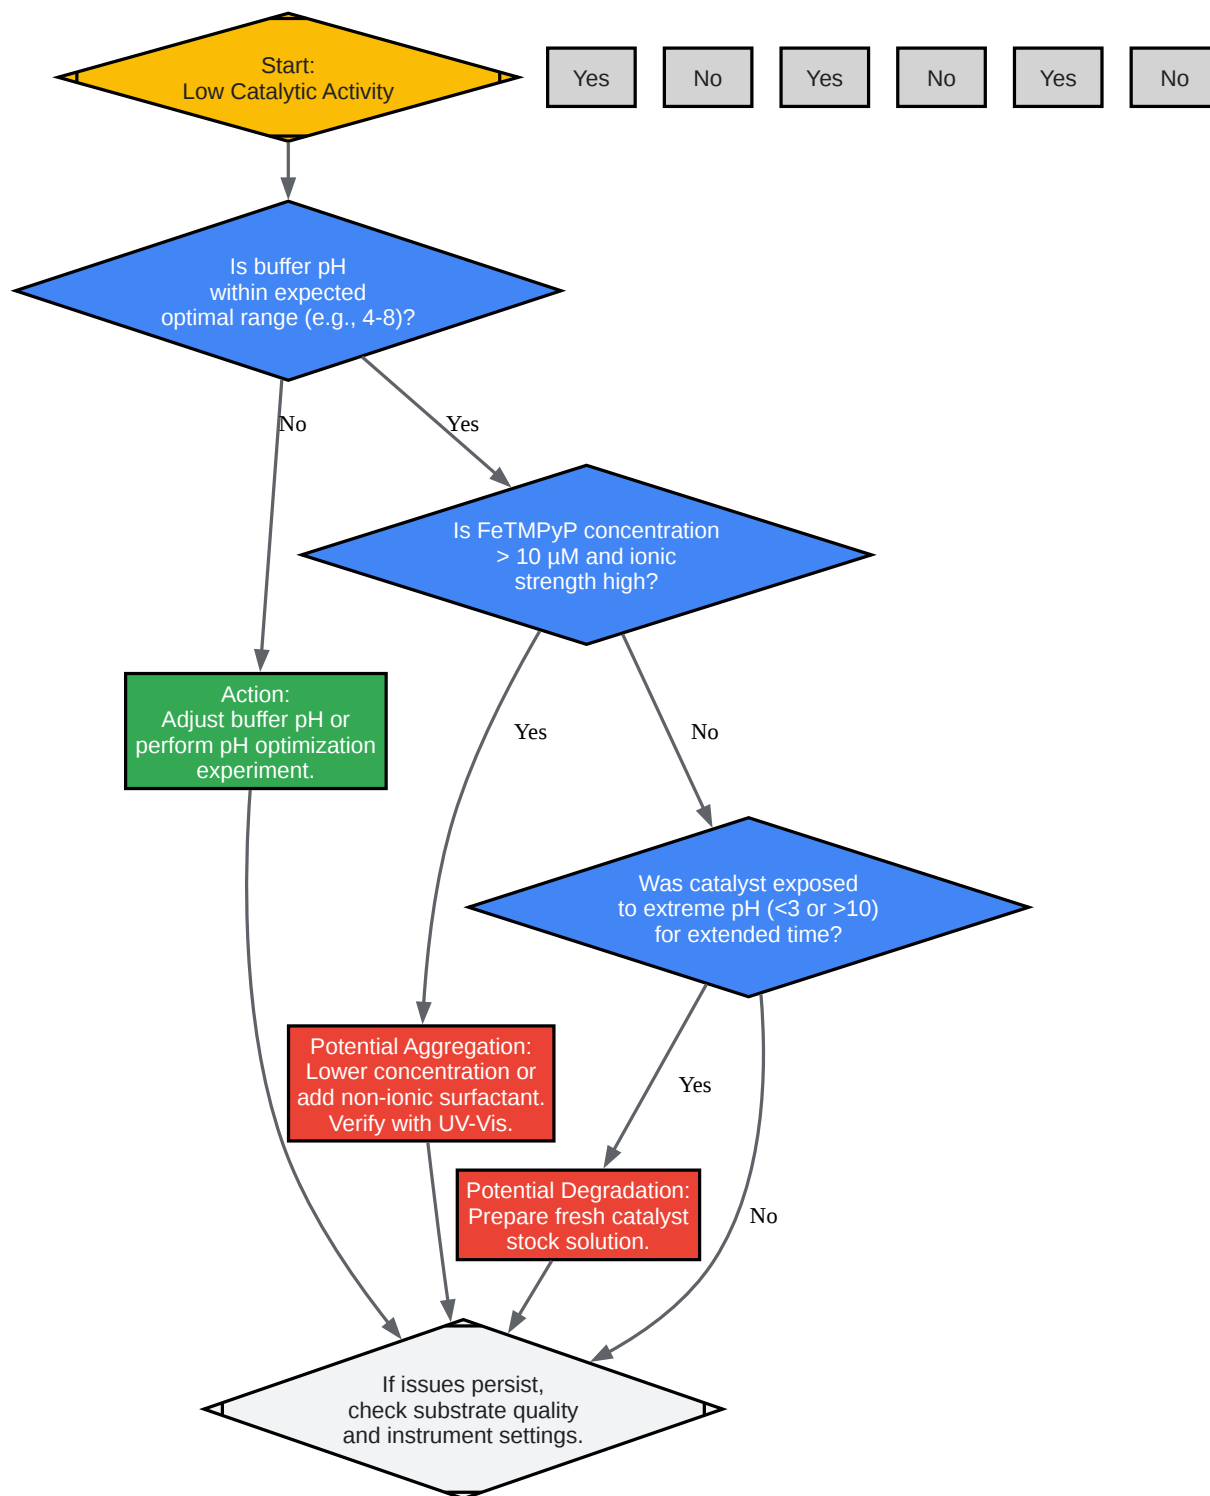 Start:
Low Catalytic Activity
Yes
No
Yes
No
Yes
No
Is buffer pH
within expected
optimal range (e.g., 4-8)?
No
Yes
Is FeTMPyP concentration
> 10 µM and ionic
strength high?
Action:
Adjust buffer pH or
perform pH optimization
experiment.
Yes
No
Was catalyst exposed
to extreme pH (<3 or >10)
for extended time?
Potential Aggregation:
Lower concentration or
add non-ionic surfactant.
Verify with UV-Vis.
Yes
Potential Degradation:
Prepare fresh catalyst
stock solution.
No
If issues persist,
check substrate quality
and instrument settings.